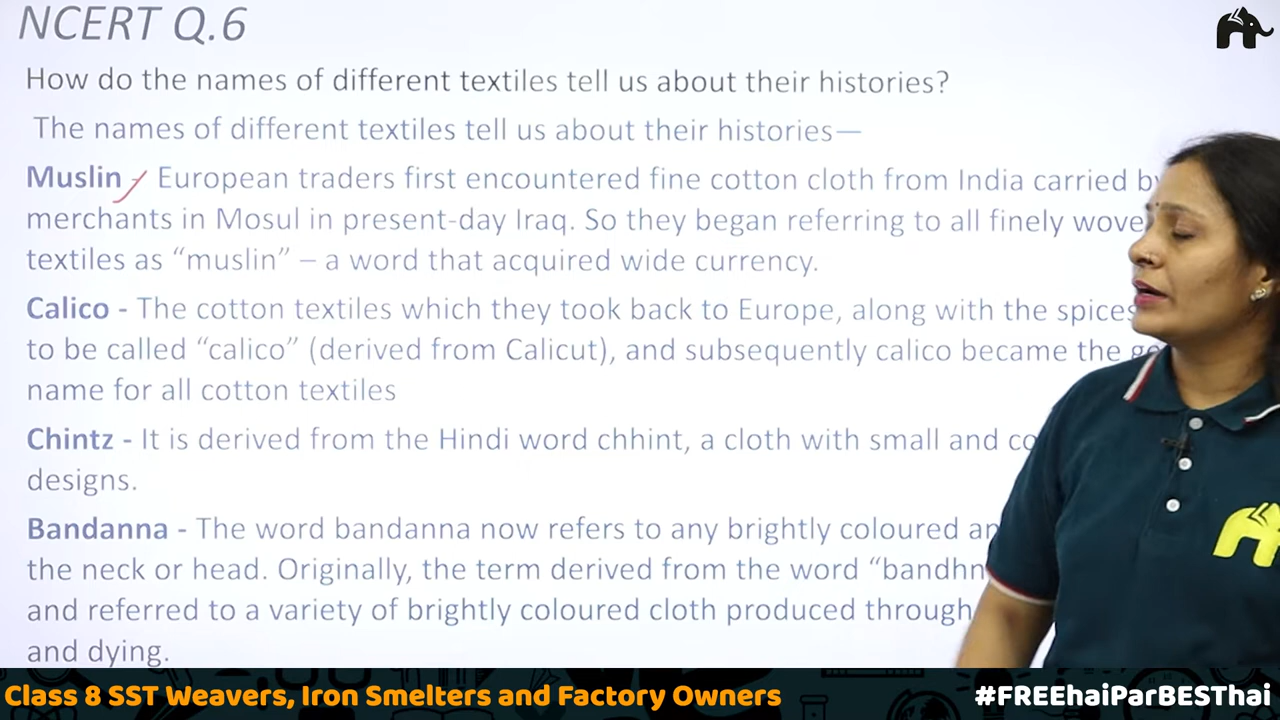 NCERT Q.6
How do the names of different textiles tell us about their histories?
The names of different textiles tell us about their histories—
Muslin - European traders first encountered fine cotton cloth from India carried by
merchants in Mosul in present-day Iraq. So they began referring to all finely
textiles as “muslin” – a word that acquired wide currency.
Calico - The cotton textiles which they took back to Europe, along with the spices
to be called “calico” (derived from Calicut), and subsequently calico became the
name for all cotton textiles
Chintz - It is derived from the Hindi word chhint, a cloth with small and
designs.
Bandanna - The word bandanna now refers to any brightly coloured
the neck or head. Originally, the term derived from the word
and referred to a variety of brightly coloured cloth produced through
and dying.
Class 8 SST Weavers, Iron Smelters and Factory Owners
#FREEhaiParBESThai